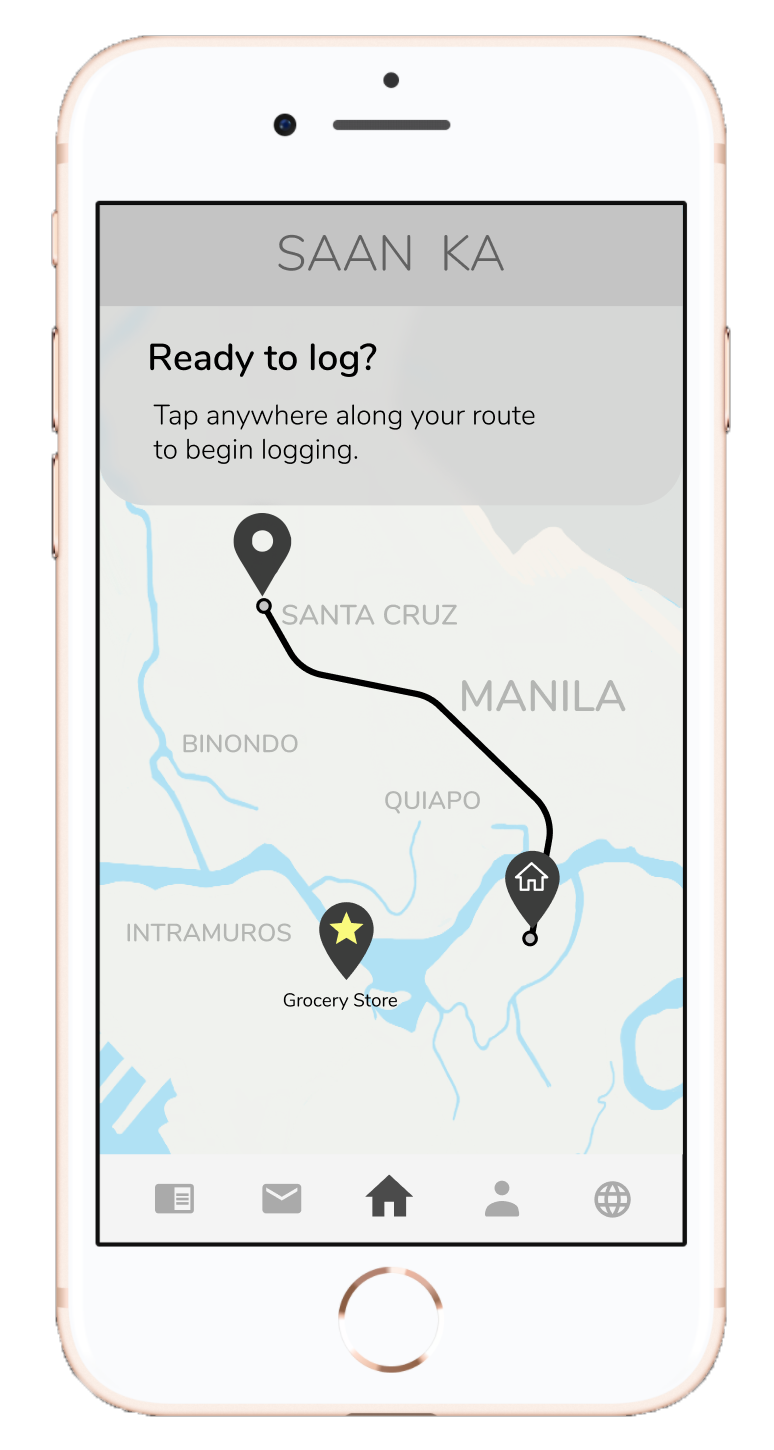 SAAN KA
Ready to log?
Tap anywhere along your route
to begin logging.
SANTA CRUZ
MANILA
BINONDO
QUIAPO
INTRAMUROS
Grocery Store